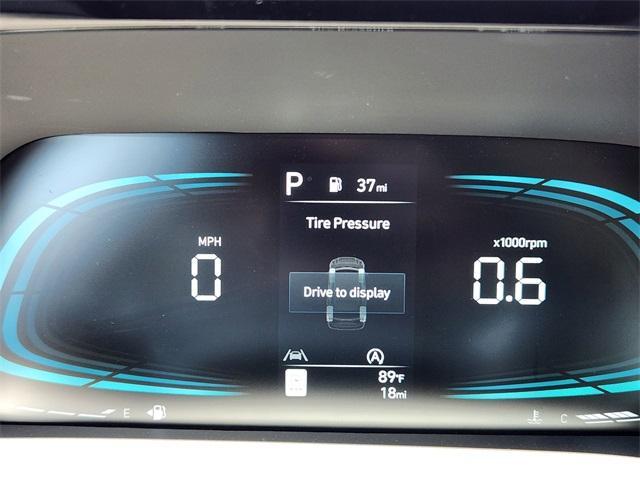 P 37mi
Tire Pressure
MPH
0
x1000rpm
0.6
Drive to display
A
89°F
18mi
E
C